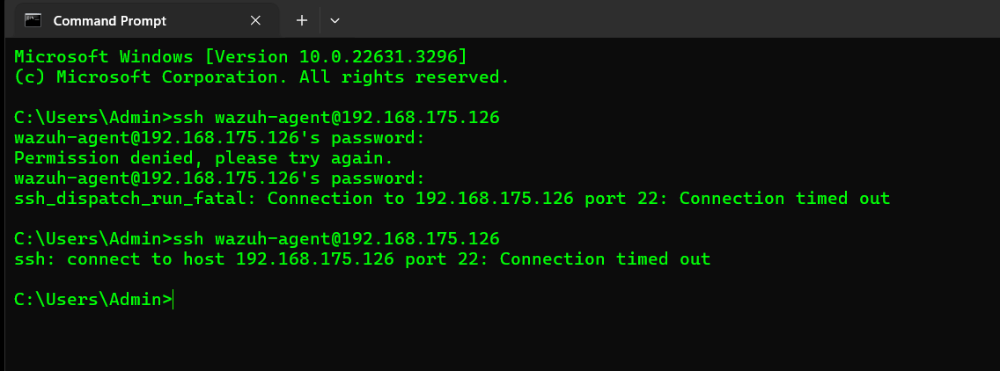 Command Prompt
Microsoft Windows [Version 10.0.22631.3296]
(c) Microsoft Corporation. All rights reserved.
C:\Users\Admin>ssh wazuh-agent@192.168.175.126
wazuh-agent@192.168.175.126's password:
Permission denied, please try again.
wazuh-agent@192.168.175.126's password:
ssh_dispatch_run_fatal: Connection to 192.168.175.126 port 22: Connection timed out
C:\Users\Admin>ssh wazuh-agent@192.168.175.126
ssh: connect to host 192.168.175.126 port 22: Connection timed out
C:\Users\Admin>